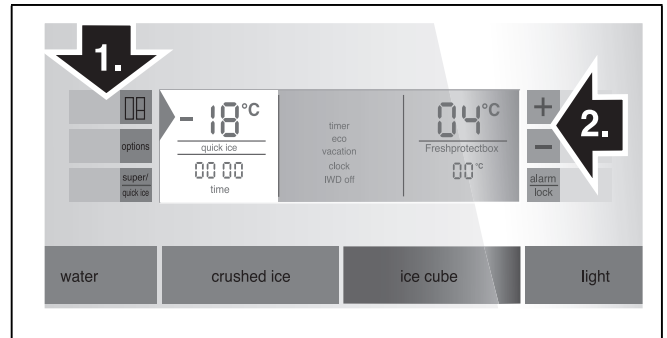 1.
2.
options
super/
quick ice
- 18°C
quick ice
00 00
time
timer
eco
vacation
clock
IWD off
04°C
Freshprotectbox
00°C
+
-
alarm
lock
water
crushed ice
ice cube
light